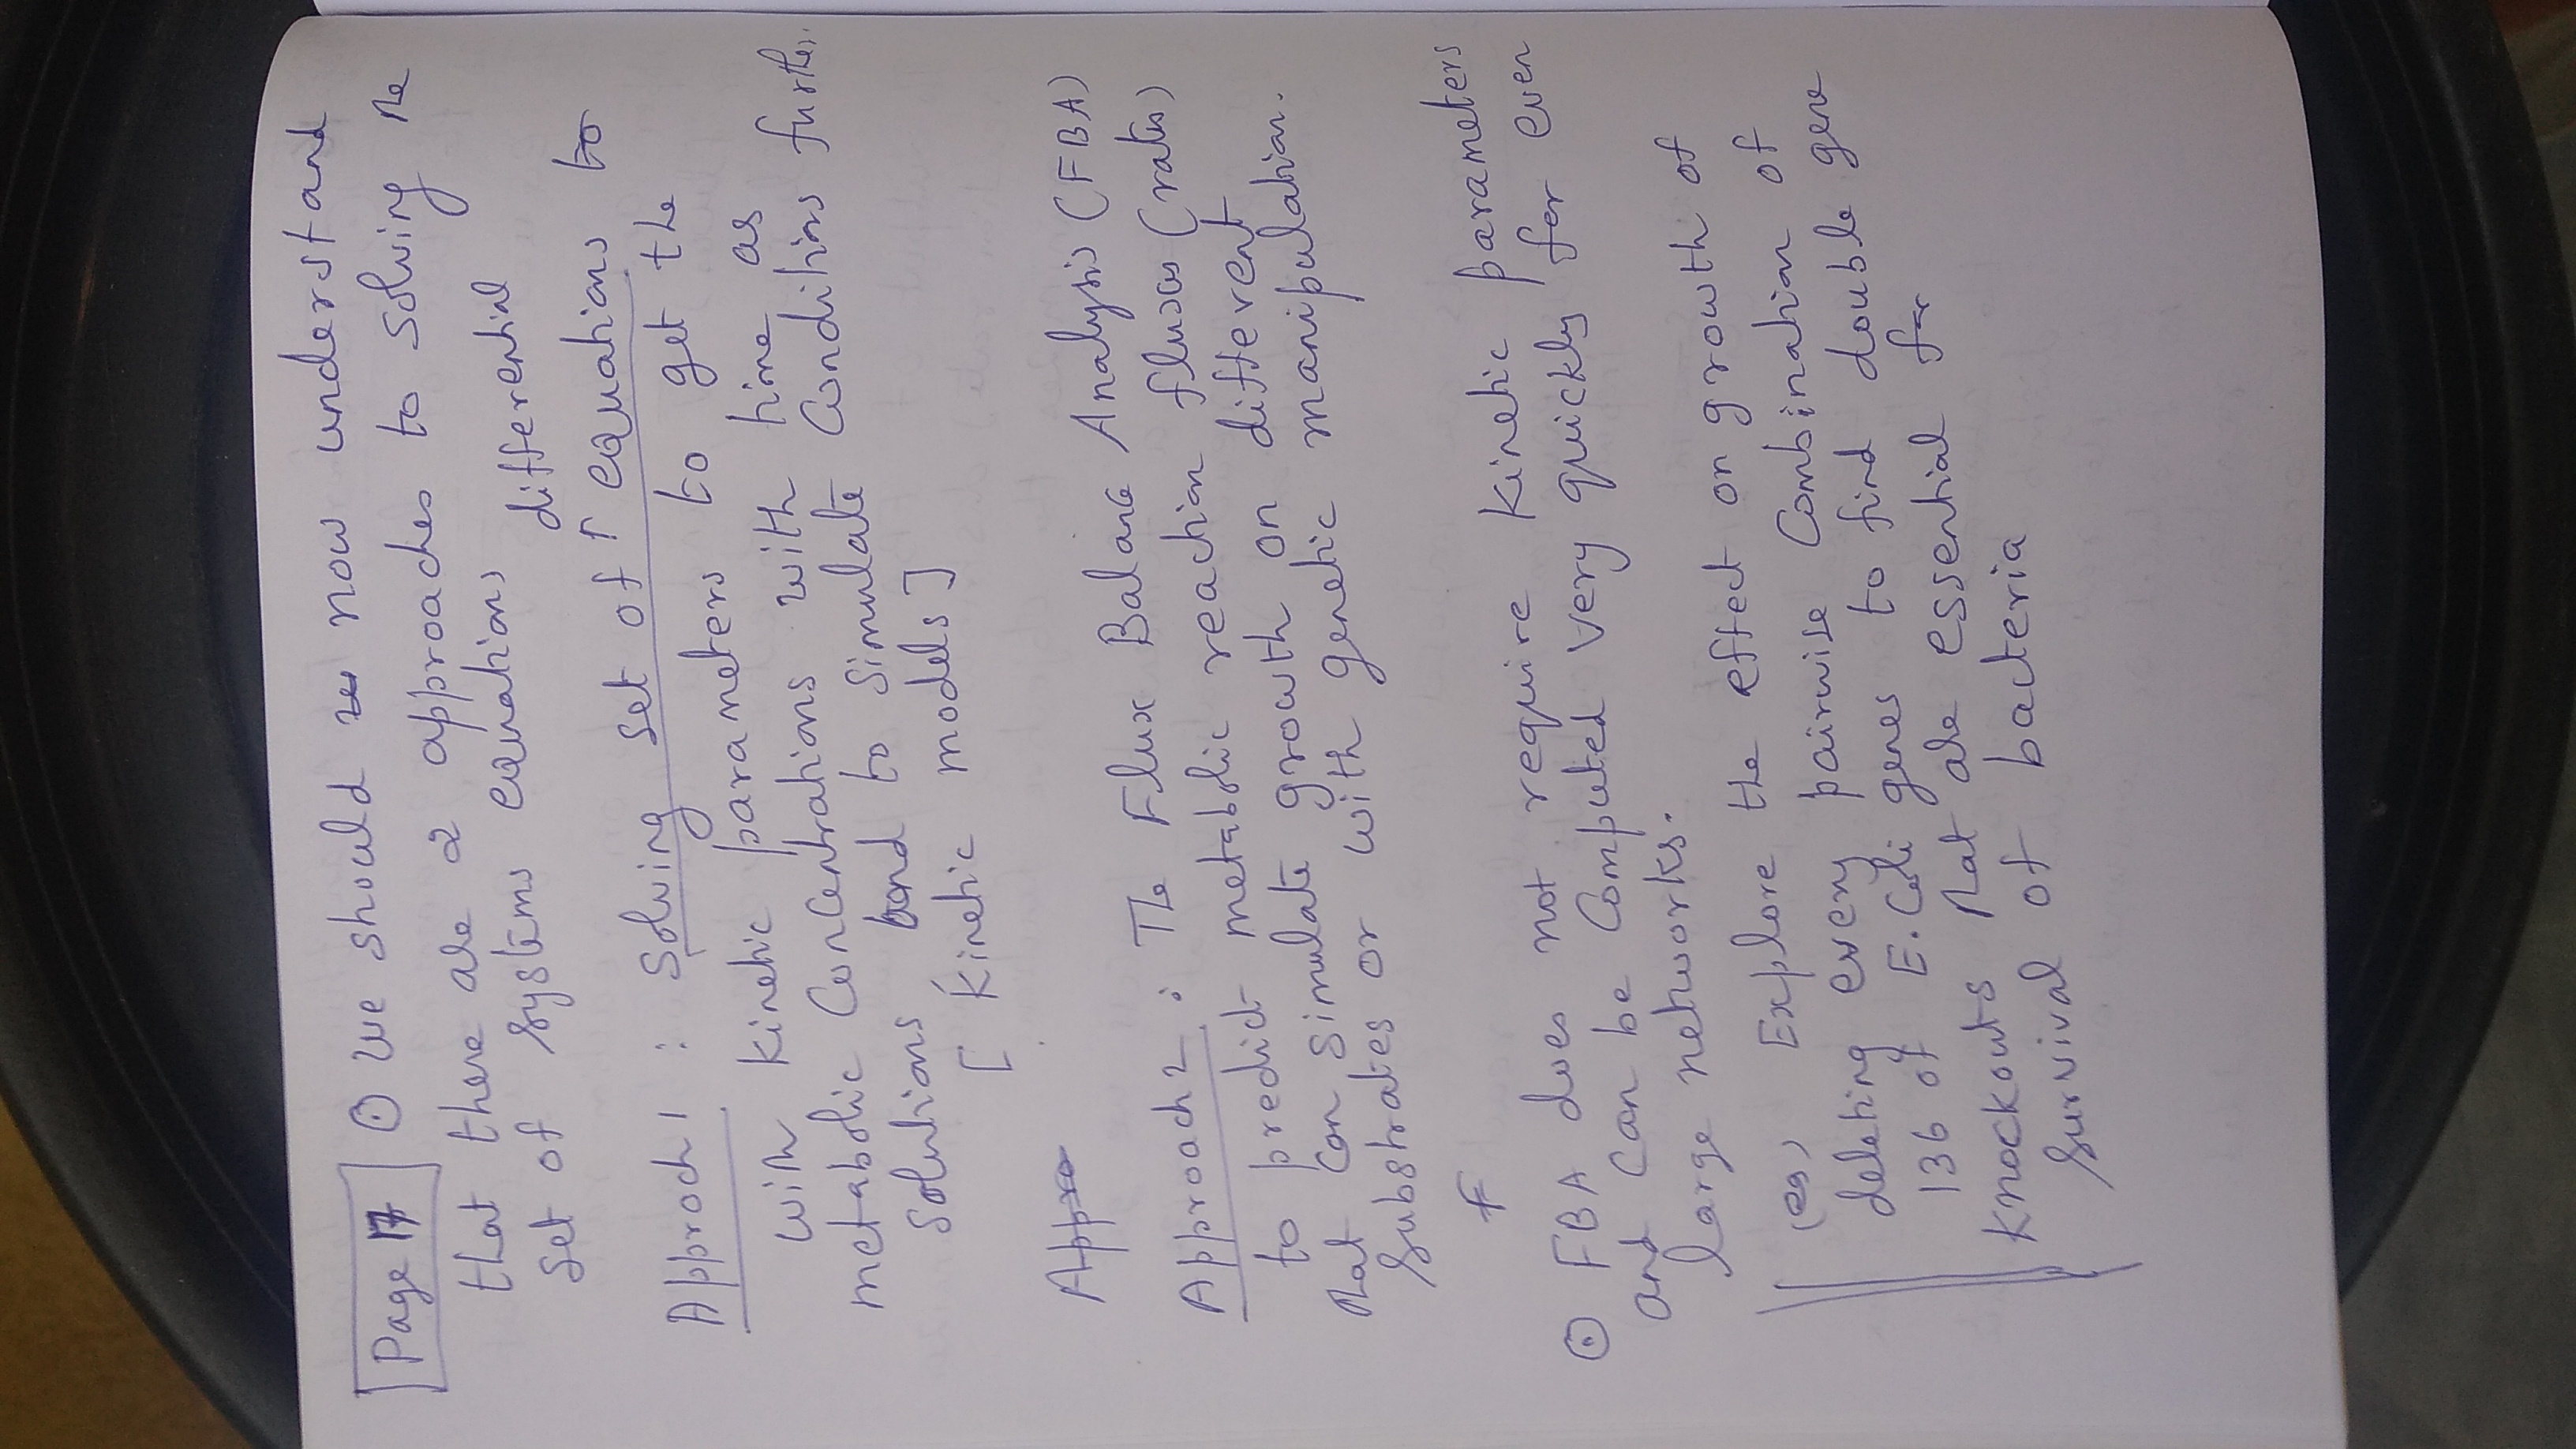 Page 17 ⊙ We should now understand
that there are 2 approaches to solving the
set of systems equations
differential
Approch 1 : Solving set of ↑ equations to
with kinetic parameters to get the
metabolic Concentrations with time as
Solutions, and to simulate Conditions further.
[ Kinetic models ]
Appro
Approach 2 : The Flux Balance Analysis (FBA)
to predict metabolic reaction fluxes (rates)
that can simulate growth on different
Substrates or with genetic manipulation.
F
⊙ FBA does not require kinetic parameters
and can be Computed very quickly for even
large networks.
(eg) Explore the effect on growth of
deleting every pairwise Combination of
136 of E.Coli genes to find double gene
knockouts that are essential for
Survival of bacteria